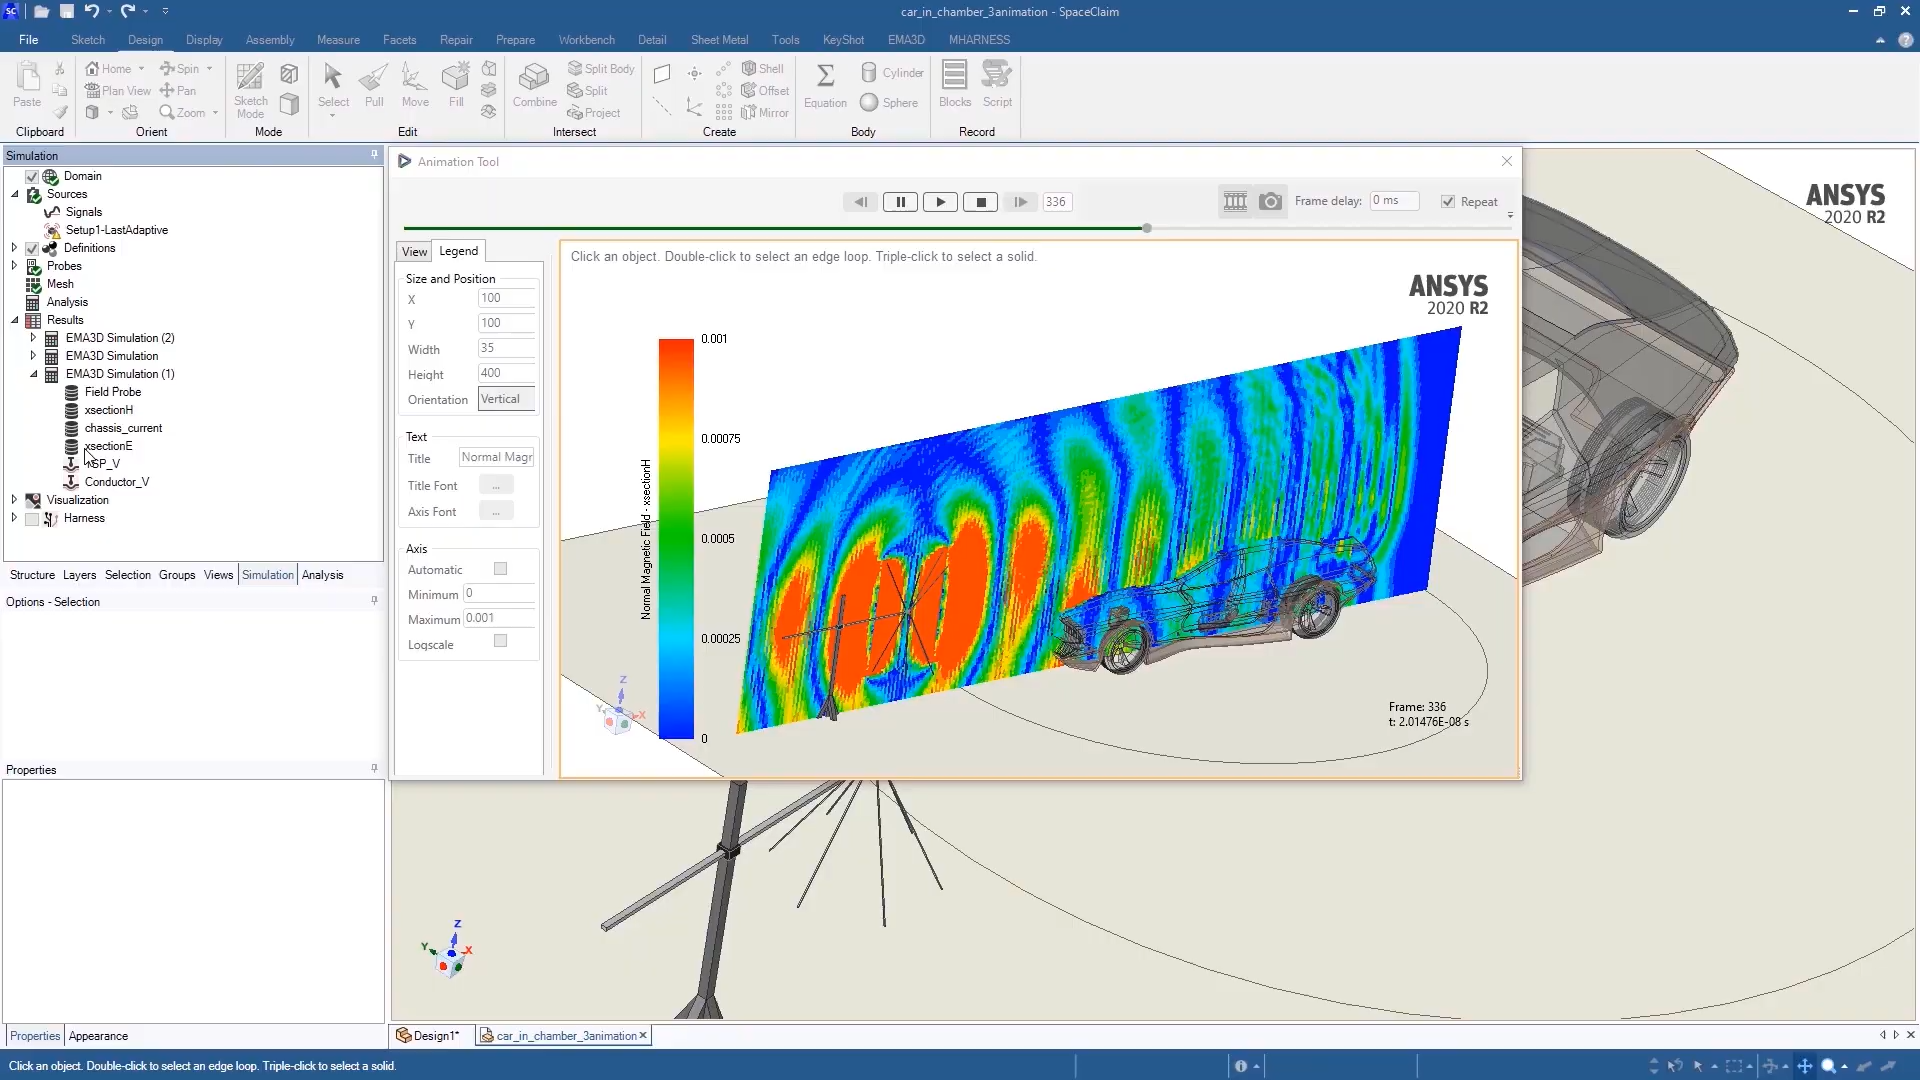 car_in_chamber_3animation - SpaceClaim
File Sketch Design Display Assembly Measure Facets Repair Prepare Workbench Detail Sheet Metal Tools KeyShot EMA3D MHARNESS
Paste
Clipboard
Home Spin
Plan View Pan
Zoom
Orient
Sketch
Mode
Mode
Select Pull Move Fill
Edit
Combine
Split Body
Split
Project
Intersect
Shell
Offset
Mirror
Create
Equation
Cylinder
Sphere
Body
Blocks Script
Record
Simulation
Domain
Sources
Signals
Setup1-LastAdaptive
Definitions
Probes
Mesh
Analysis
Results
EMA3D Simulation (2)
EMA3D Simulation
EMA3D Simulation (1)
Field Probe
xsectionH
chassis_current
xsectionE
SP_V
Conductor_V
Visualization
Harness
Structure Layers Selection Groups Views Simulation Analysis
Options - Selection
Properties
Properties Appearance
Animation Tool
336
Frame delay: 0 ms Repeat
View Legend
Size and Position
X 100
Y 100
Width 35
Height 400
Orientation Vertical
Text
Title Normal Magr
Title Font ...
Axis Font ...
Axis
Automatic
Minimum 0
Maximum 0.001
Logscale
Click an object. Double-click to select an edge loop. Triple-click to select a solid.
ANSYS
2020 R2
0.001
0.00075
0.0005
0.00025
0
Normal Magnetic Field - xsectionH
Z
Y
X
Frame: 336
t: 2.01476E-08 s
ANSYS
2020 R2
Z
Y
X
Design1* car_in_chamber_3animation
Click an object. Double-click to select an edge loop. Triple-click to select a solid.